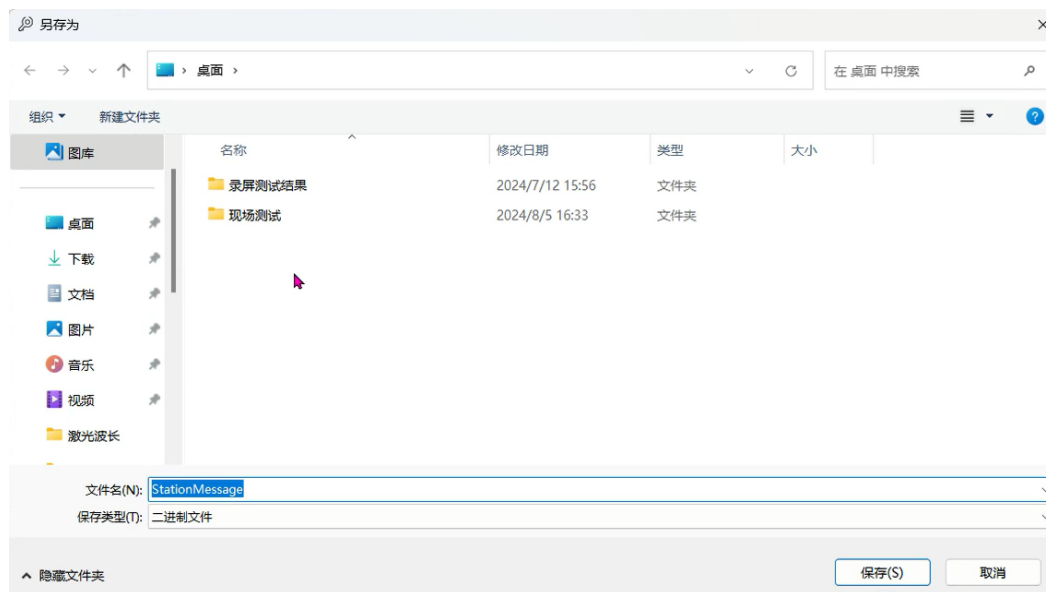 另存为
桌面
在 桌面 中搜索
组织 新建文件夹
图库 名称 修改日期 类型 大小
录屏测试结果 2024/7/12 15:56 文件夹
桌面 现场测试 2024/8/5 16:33 文件夹
下载
文档
图片
音乐
视频
激光波长
文件名(N): StationMessage
保存类型(T): 二进制文件
隐藏文件夹 保存(S) 取消